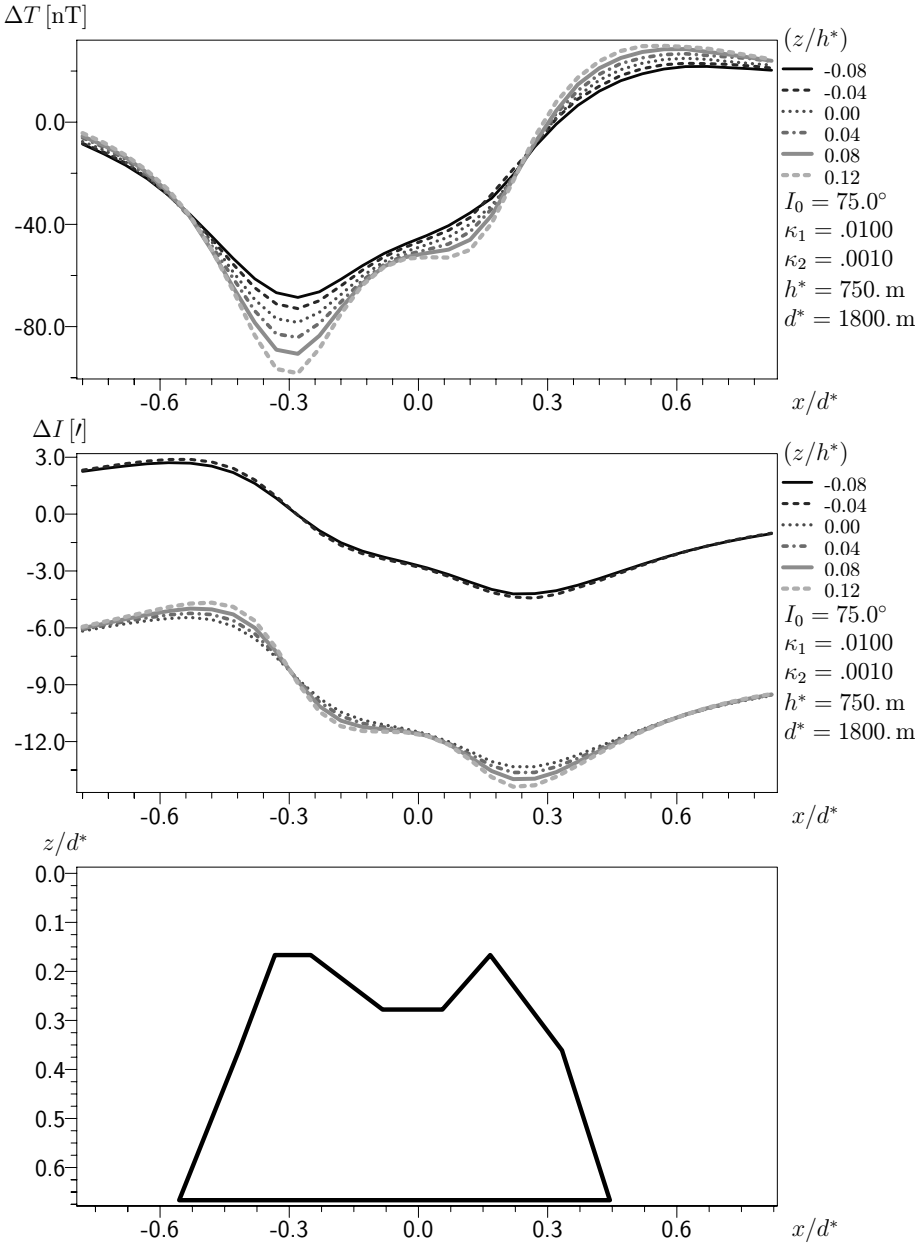 ΔT [nT]
(z/h*)
-0.08
-0.04
0.00
0.04
0.08
0.12
I₀ = 75.0°
κ₁ = .0100
κ₂ = .0010
h* = 750. m
d* = 1800. m
0.0
-40.0
-80.0
-0.6 -0.3 0.0 0.3 0.6 x/d*
ΔI [′]
(z/h*)
-0.08
-0.04
0.00
0.04
0.08
0.12
I₀ = 75.0°
κ₁ = .0100
κ₂ = .0010
h* = 750. m
d* = 1800. m
3.0
0.0
-3.0
-6.0
-9.0
-12.0
-0.6 -0.3 0.0 0.3 0.6 x/d*
z/d*
0.0
0.1
0.2
0.3
0.4
0.5
0.6
-0.6 -0.3 0.0 0.3 0.6 x/d*